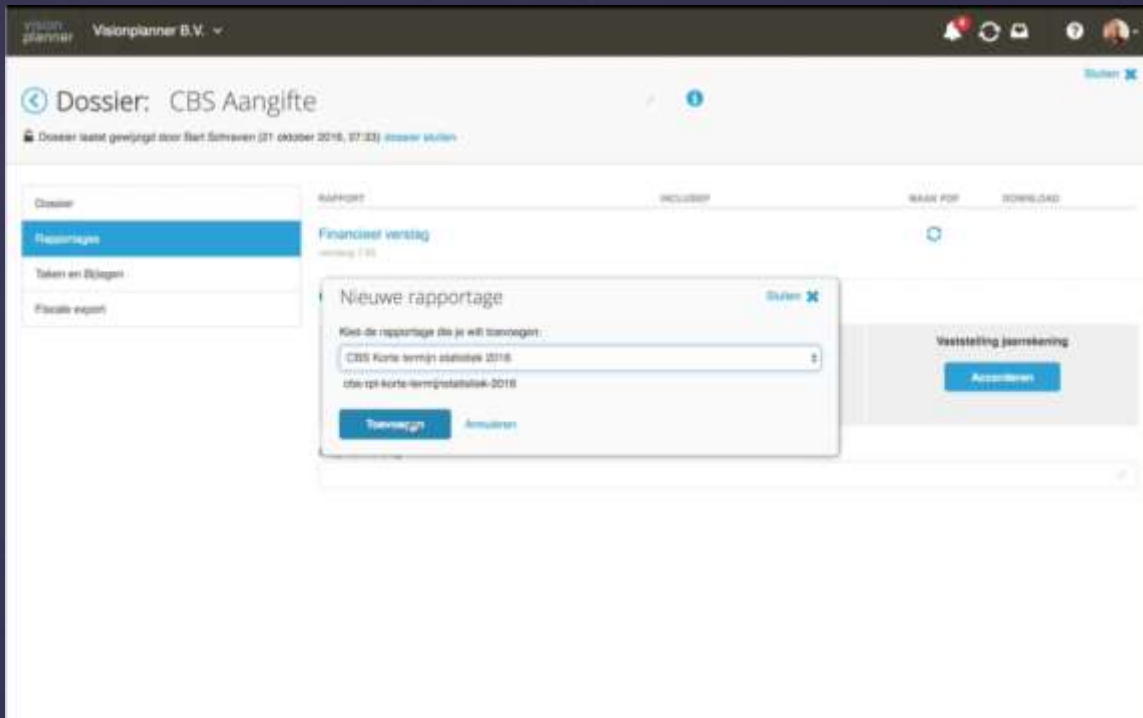 vision
planner
Visionplanner B.V.
Sluiten
Dossier: CBS Aangifte
Dossier laatst gewijzigd door Bart Schraven (21 oktober 2016, 07:33) dossier sluiten
Dossier
Rapportages
Taken en Bijlagen
Fiscale export
RAPPORT INCLUSIEF MAAK PDF DOWNLOAD
Financieel verslag
Nieuwe rapportage
Sluiten
Kies de rapportage die je wilt toevoegen:
CBS Korte termijn statistiek 2016
cbs-rpt-korte-termijnstatistiek-2016
Toevoegen
Annuleren
Vaststelling jaarrekening
Accorderen